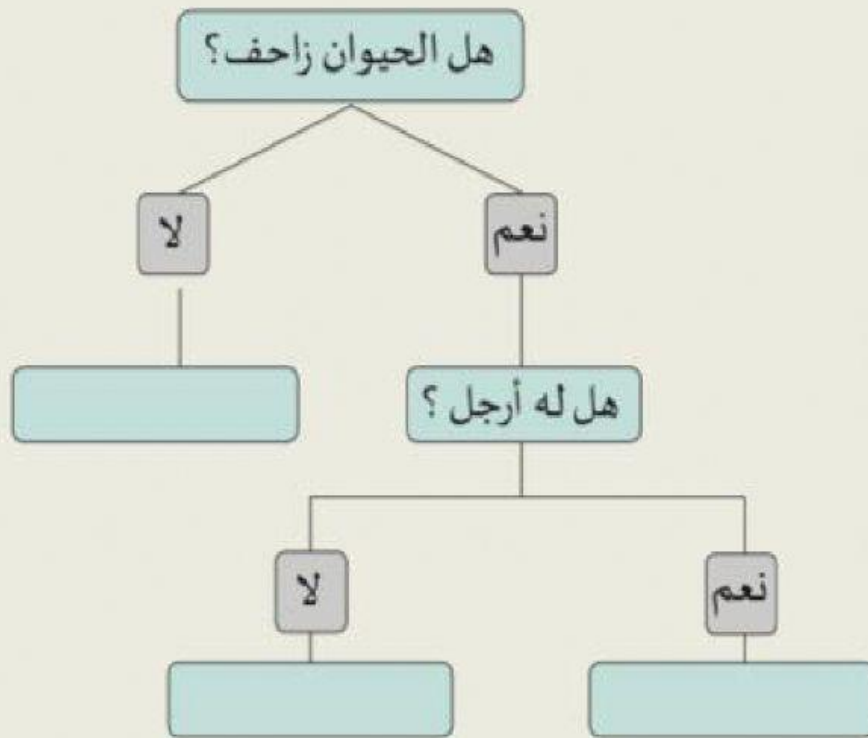 هل الحيوان زاحف؟
نعم
لا
هل له أرجل ؟
نعم
لا